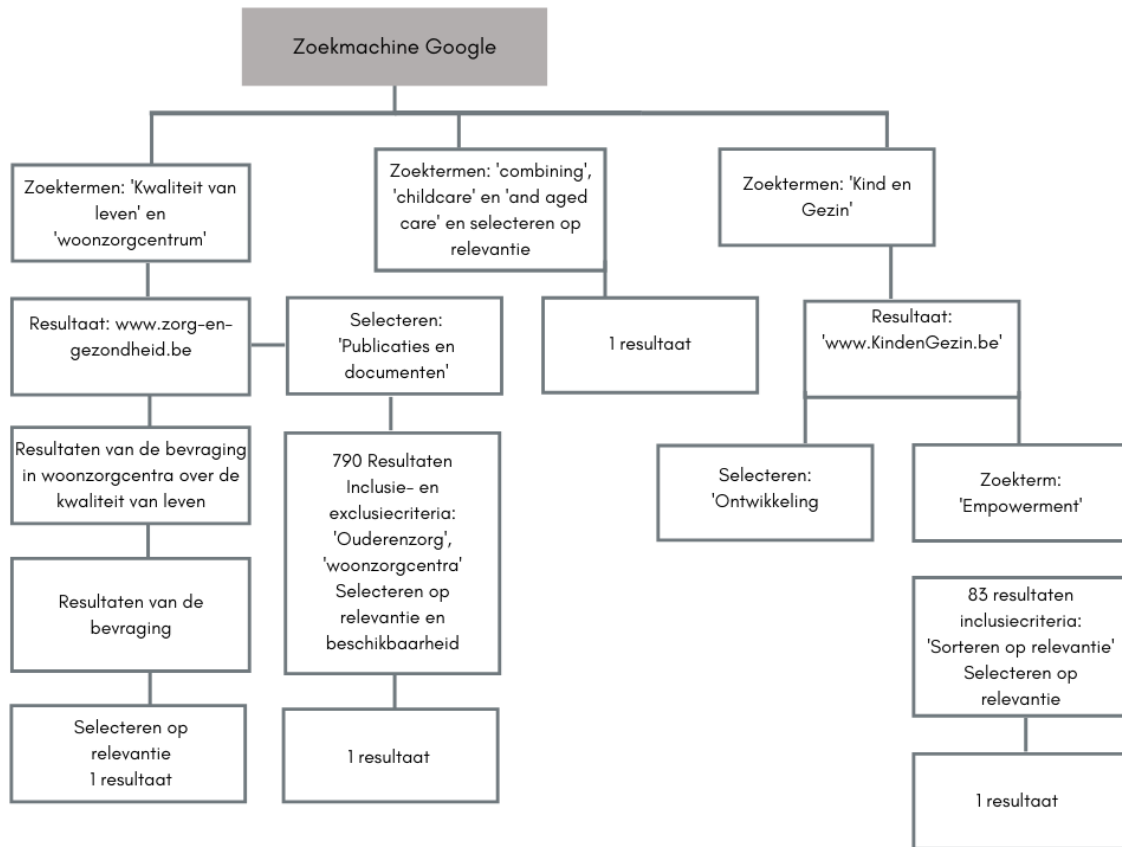 Zoekmachine Google
Zoektermen: 'Kwaliteit van
leven' en
'woonzorgcentrum'
Resultaat: www.zorg-en-
gezondheid.be
Resultaten van de bevraging
in woonzorgcentra over de
kwaliteit van leven
Resultaten van de
bevraging
Selecteren op
relevantie
1 resultaat
Selecteren:
'Publicaties en
documenten'
790 Resultaten
Inclusie- en
exclusiecriteria:
'Ouderenzorg',
'woonzorgcentra'
Selecteren op
relevantie en
beschikbaarheid
1 resultaat
Zoektermen: 'combining',
'childcare' en 'and aged
care' en selecteren op
relevantie
1 resultaat
Zoektermen: 'Kind en
Gezin'
Resultaat:
'www.KindenGezin.be'
Selecteren:
'Ontwikkeling
Zoekterm:
'Empowerment'
83 resultaten
inclusiecriteria:
'Sorteren op relevantie'
Selecteren op
relevantie
1 resultaat